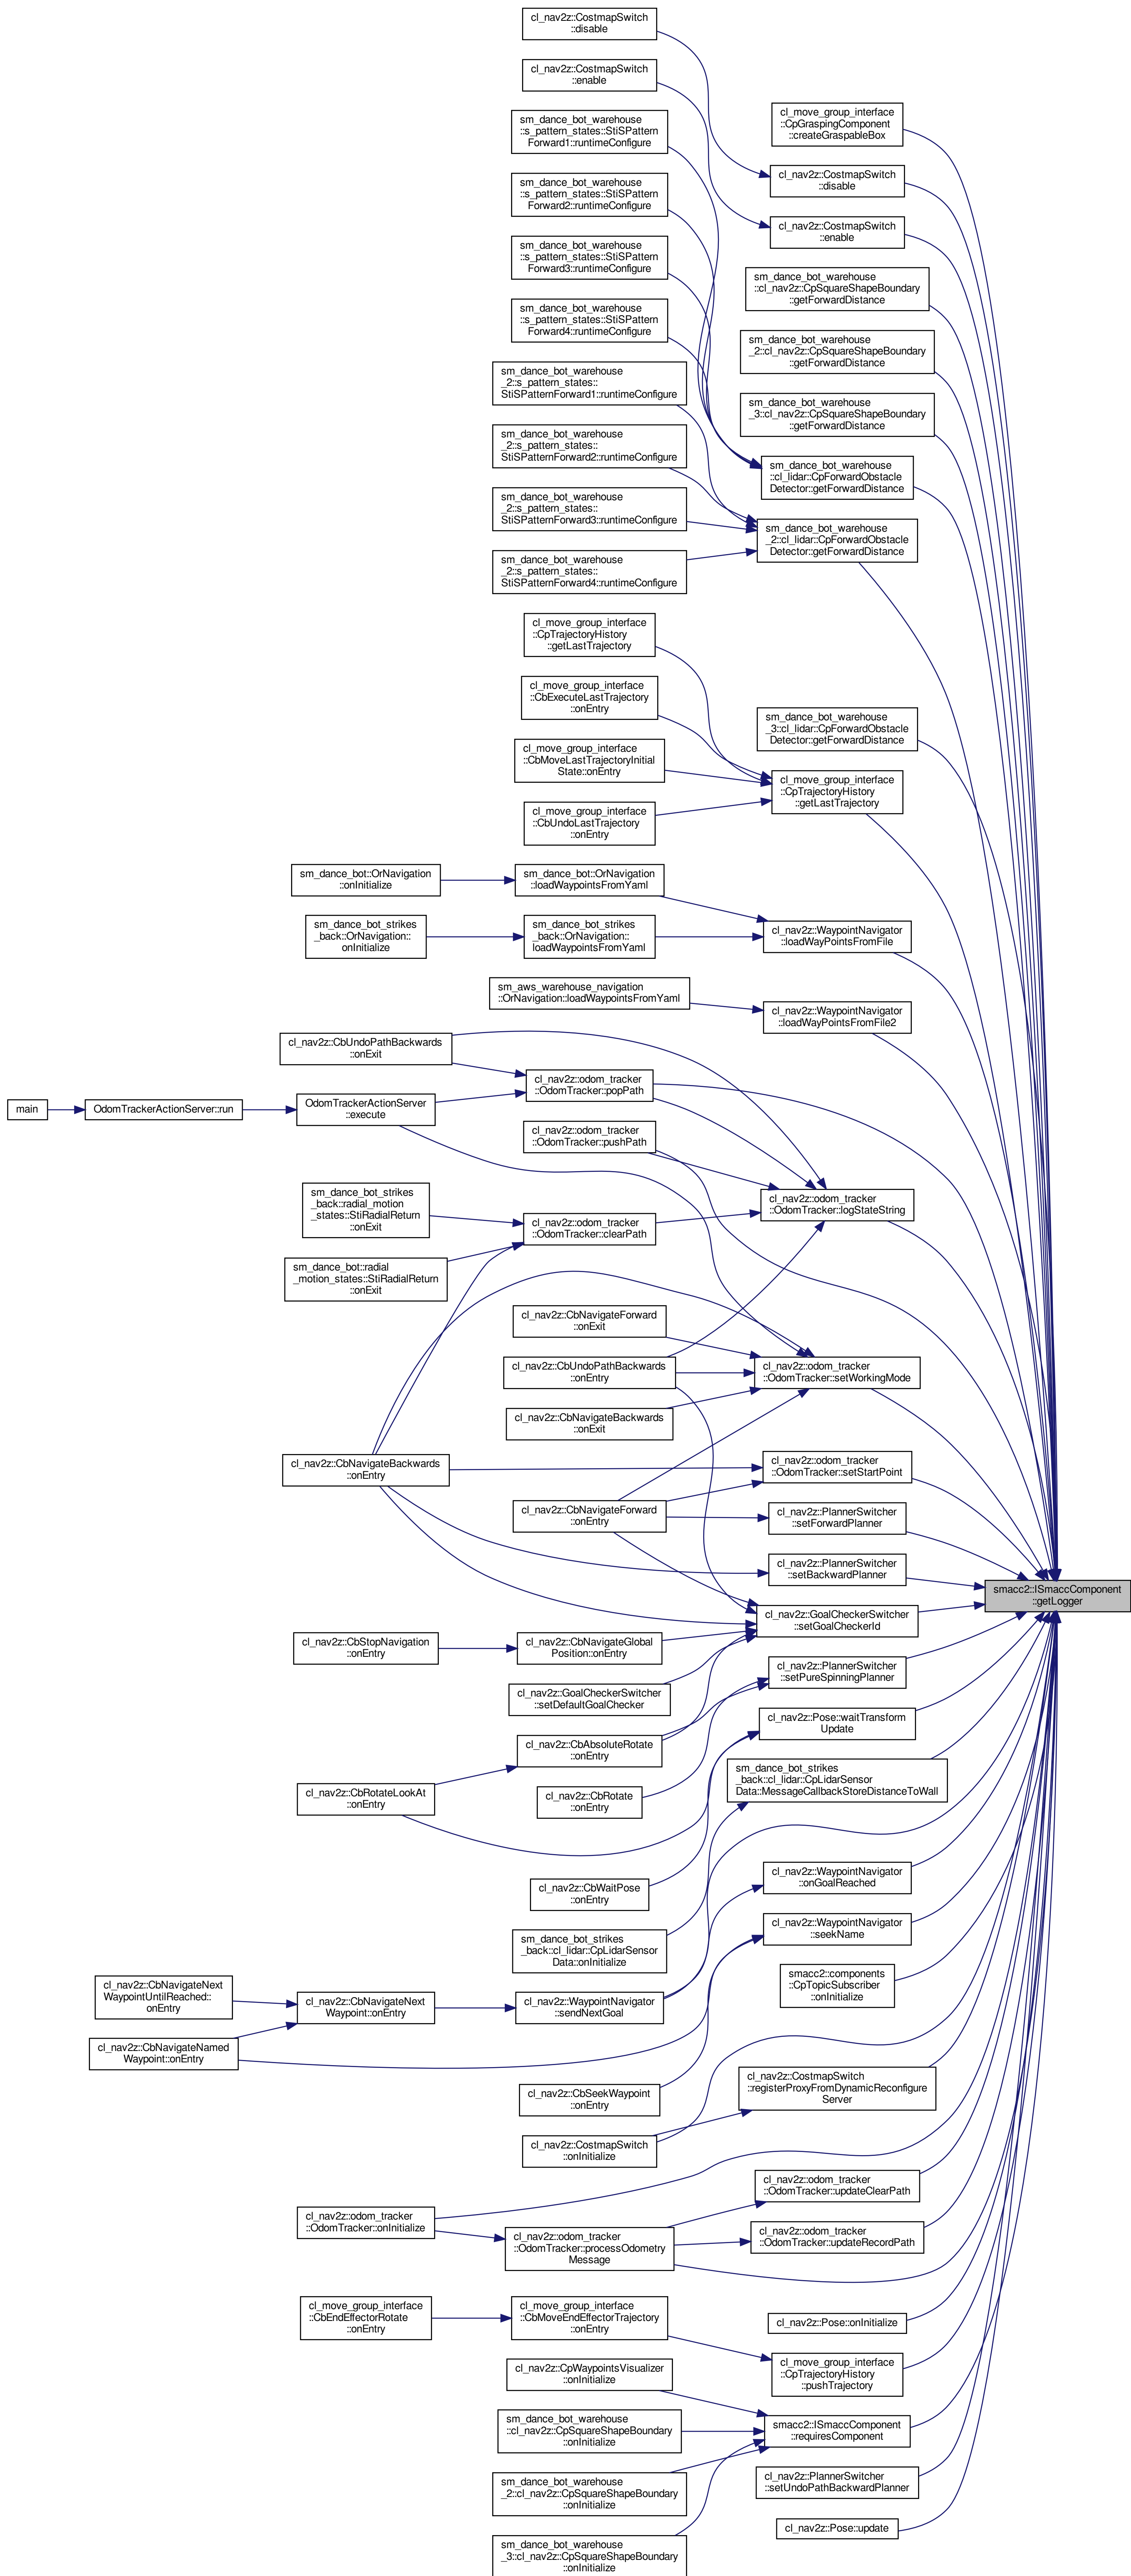 cl_nav2z::CostmapSwitch
::disable
cl_nav2z::CostmapSwitch
::enable
sm_dance_bot_warehouse
::s_pattern_states::StiSPattern
Forward1::runtimeConfigure
sm_dance_bot_warehouse
::s_pattern_states::StiSPattern
Forward2::runtimeConfigure
sm_dance_bot_warehouse
::s_pattern_states::StiSPattern
Forward3::runtimeConfigure
sm_dance_bot_warehouse
::s_pattern_states::StiSPattern
Forward4::runtimeConfigure
sm_dance_bot_warehouse
_2::s_pattern_states::
StiSPatternForward1::runtimeConfigure
sm_dance_bot_warehouse
_2::s_pattern_states::
StiSPatternForward2::runtimeConfigure
sm_dance_bot_warehouse
_2::s_pattern_states::
StiSPatternForward3::runtimeConfigure
sm_dance_bot_warehouse
_2::s_pattern_states::
StiSPatternForward4::runtimeConfigure
cl_move_group_interface
::CpGraspingComponent
::createGraspableBox
cl_nav2z::CostmapSwitch
::disable
cl_nav2z::CostmapSwitch
::enable
sm_dance_bot_warehouse
::cl_nav2z::CpSquareShapeBoundary
::getForwardDistance
sm_dance_bot_warehouse
_2::cl_nav2z::CpSquareShapeBoundary
::getForwardDistance
sm_dance_bot_warehouse
_3::cl_nav2z::CpSquareShapeBoundary
::getForwardDistance
sm_dance_bot_warehouse
::cl_lidar::CpForwardObstacle
Detector::getForwardDistance
sm_dance_bot_warehouse
_2::cl_lidar::CpForwardObstacle
Detector::getForwardDistance
cl_move_group_interface
::CpTrajectoryHistory
::getLastTrajectory
cl_move_group_interface
::CbExecuteLastTrajectory
::onEntry
cl_move_group_interface
::CbMoveLastTrajectoryInitial
State::onEntry
cl_move_group_interface
::CbUndoLastTrajectory
::onEntry
sm_dance_bot_warehouse
_3::cl_lidar::CpForwardObstacle
Detector::getForwardDistance
cl_move_group_interface
::CpTrajectoryHistory
::getLastTrajectory
sm_dance_bot::OrNavigation
::onInitialize
sm_dance_bot::OrNavigation
::loadWaypointsFromYaml
sm_dance_bot_strikes
_back::OrNavigation::
onInitialize
sm_dance_bot_strikes
_back::OrNavigation::
loadWaypointsFromYaml
cl_nav2z::WaypointNavigator
::loadWayPointsFromFile
sm_aws_warehouse_navigation
::OrNavigation::loadWaypointsFromYaml
cl_nav2z::WaypointNavigator
::loadWayPointsFromFile2
cl_nav2z::CbUndoPathBackwards
::onExit
main
OdomTrackerActionServer::run
OdomTrackerActionServer
::execute
cl_nav2z::odom_tracker
::OdomTracker::popPath
cl_nav2z::odom_tracker
::OdomTracker::pushPath
cl_nav2z::odom_tracker
::OdomTracker::logStateString
sm_dance_bot_strikes
_back::radial_motion
_states::StiRadialReturn
::onExit
cl_nav2z::odom_tracker
::OdomTracker::clearPath
sm_dance_bot::radial
_motion_states::StiRadialReturn
::onExit
cl_nav2z::CbNavigateForward
::onExit
cl_nav2z::CbUndoPathBackwards
::onEntry
cl_nav2z::odom_tracker
::OdomTracker::setWorkingMode
cl_nav2z::CbNavigateBackwards
::onExit
cl_nav2z::CbNavigateBackwards
::onEntry
cl_nav2z::odom_tracker
::OdomTracker::setStartPoint
cl_nav2z::CbNavigateForward
::onEntry
cl_nav2z::PlannerSwitcher
::setForwardPlanner
cl_nav2z::PlannerSwitcher
::setBackwardPlanner
smacc2::ISmaccComponent
::getLogger
cl_nav2z::GoalCheckerSwitcher
::setGoalCheckerId
cl_nav2z::CbStopNavigation
::onEntry
cl_nav2z::CbNavigateGlobal
Position::onEntry
cl_nav2z::PlannerSwitcher
::setPureSpinningPlanner
cl_nav2z::GoalCheckerSwitcher
::setDefaultGoalChecker
cl_nav2z::Pose::waitTransform
Update
cl_nav2z::CbAbsoluteRotate
::onEntry
sm_dance_bot_strikes
_back::cl_lidar::CpLidarSensor
Data::MessageCallbackStoreDistanceToWall
cl_nav2z::CbRotateLookAt
::onEntry
cl_nav2z::CbRotate
::onEntry
cl_nav2z::CbWaitPose
::onEntry
cl_nav2z::WaypointNavigator
::onGoalReached
sm_dance_bot_strikes
_back::cl_lidar::CpLidarSensor
Data::onInitialize
cl_nav2z::WaypointNavigator
::seekName
smacc2::components
::CpTopicSubscriber
::onInitialize
cl_nav2z::CbNavigateNext
WaypointUntilReached::
onEntry
cl_nav2z::CbNavigateNext
Waypoint::onEntry
cl_nav2z::WaypointNavigator
::sendNextGoal
cl_nav2z::CbNavigateNamed
Waypoint::onEntry
cl_nav2z::CbSeekWaypoint
::onEntry
cl_nav2z::CostmapSwitch
::registerProxyFromDynamicReconfigure
Server
cl_nav2z::CostmapSwitch
::onInitialize
cl_nav2z::odom_tracker
::OdomTracker::updateClearPath
cl_nav2z::odom_tracker
::OdomTracker::onInitialize
cl_nav2z::odom_tracker
::OdomTracker::processOdometry
Message
cl_nav2z::odom_tracker
::OdomTracker::updateRecordPath
cl_move_group_interface
::CbEndEffectorRotate
::onEntry
cl_move_group_interface
::CbMoveEndEffectorTrajectory
::onEntry
cl_nav2z::Pose::onInitialize
cl_move_group_interface
::CpTrajectoryHistory
::pushTrajectory
cl_nav2z::CpWaypointsVisualizer
::onInitialize
sm_dance_bot_warehouse
::cl_nav2z::CpSquareShapeBoundary
::onInitialize
smacc2::ISmaccComponent
::requiresComponent
sm_dance_bot_warehouse
_2::cl_nav2z::CpSquareShapeBoundary
::onInitialize
cl_nav2z::PlannerSwitcher
::setUndoPathBackwardPlanner
cl_nav2z::Pose::update
sm_dance_bot_warehouse
_3::cl_nav2z::CpSquareShapeBoundary
::onInitialize